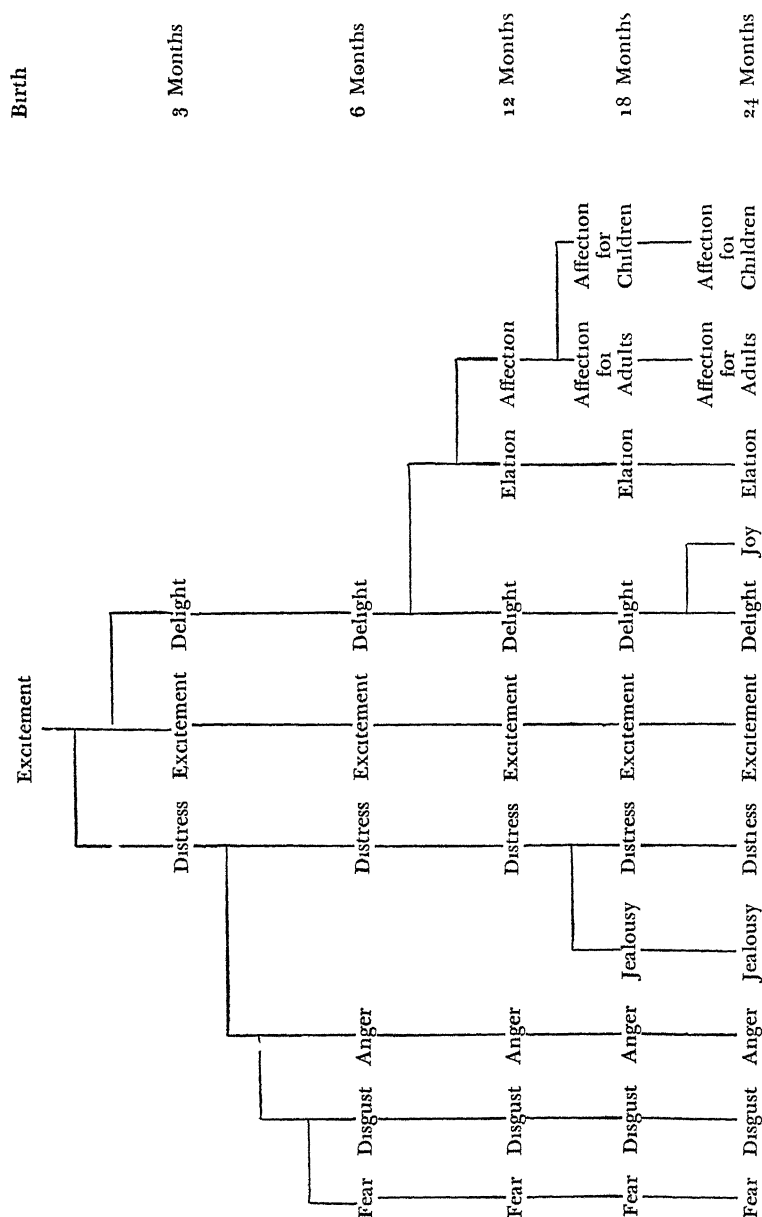 Excitement Birth
Distress Excitement Delight 3 Months
Fear Disgust Anger Distress Excitement Delight 6 Months
Fear Disgust Anger Distress Excitement Delight Elation Affection 12 Months
Fear Disgust Anger Jealousy Distress Excitement Delight Elation Affection for Adults Affection for Children 18 Months
Fear Disgust Anger Jealousy Distress Excitement Delight Joy Elation Affection for Adults Affection for Children 24 Months